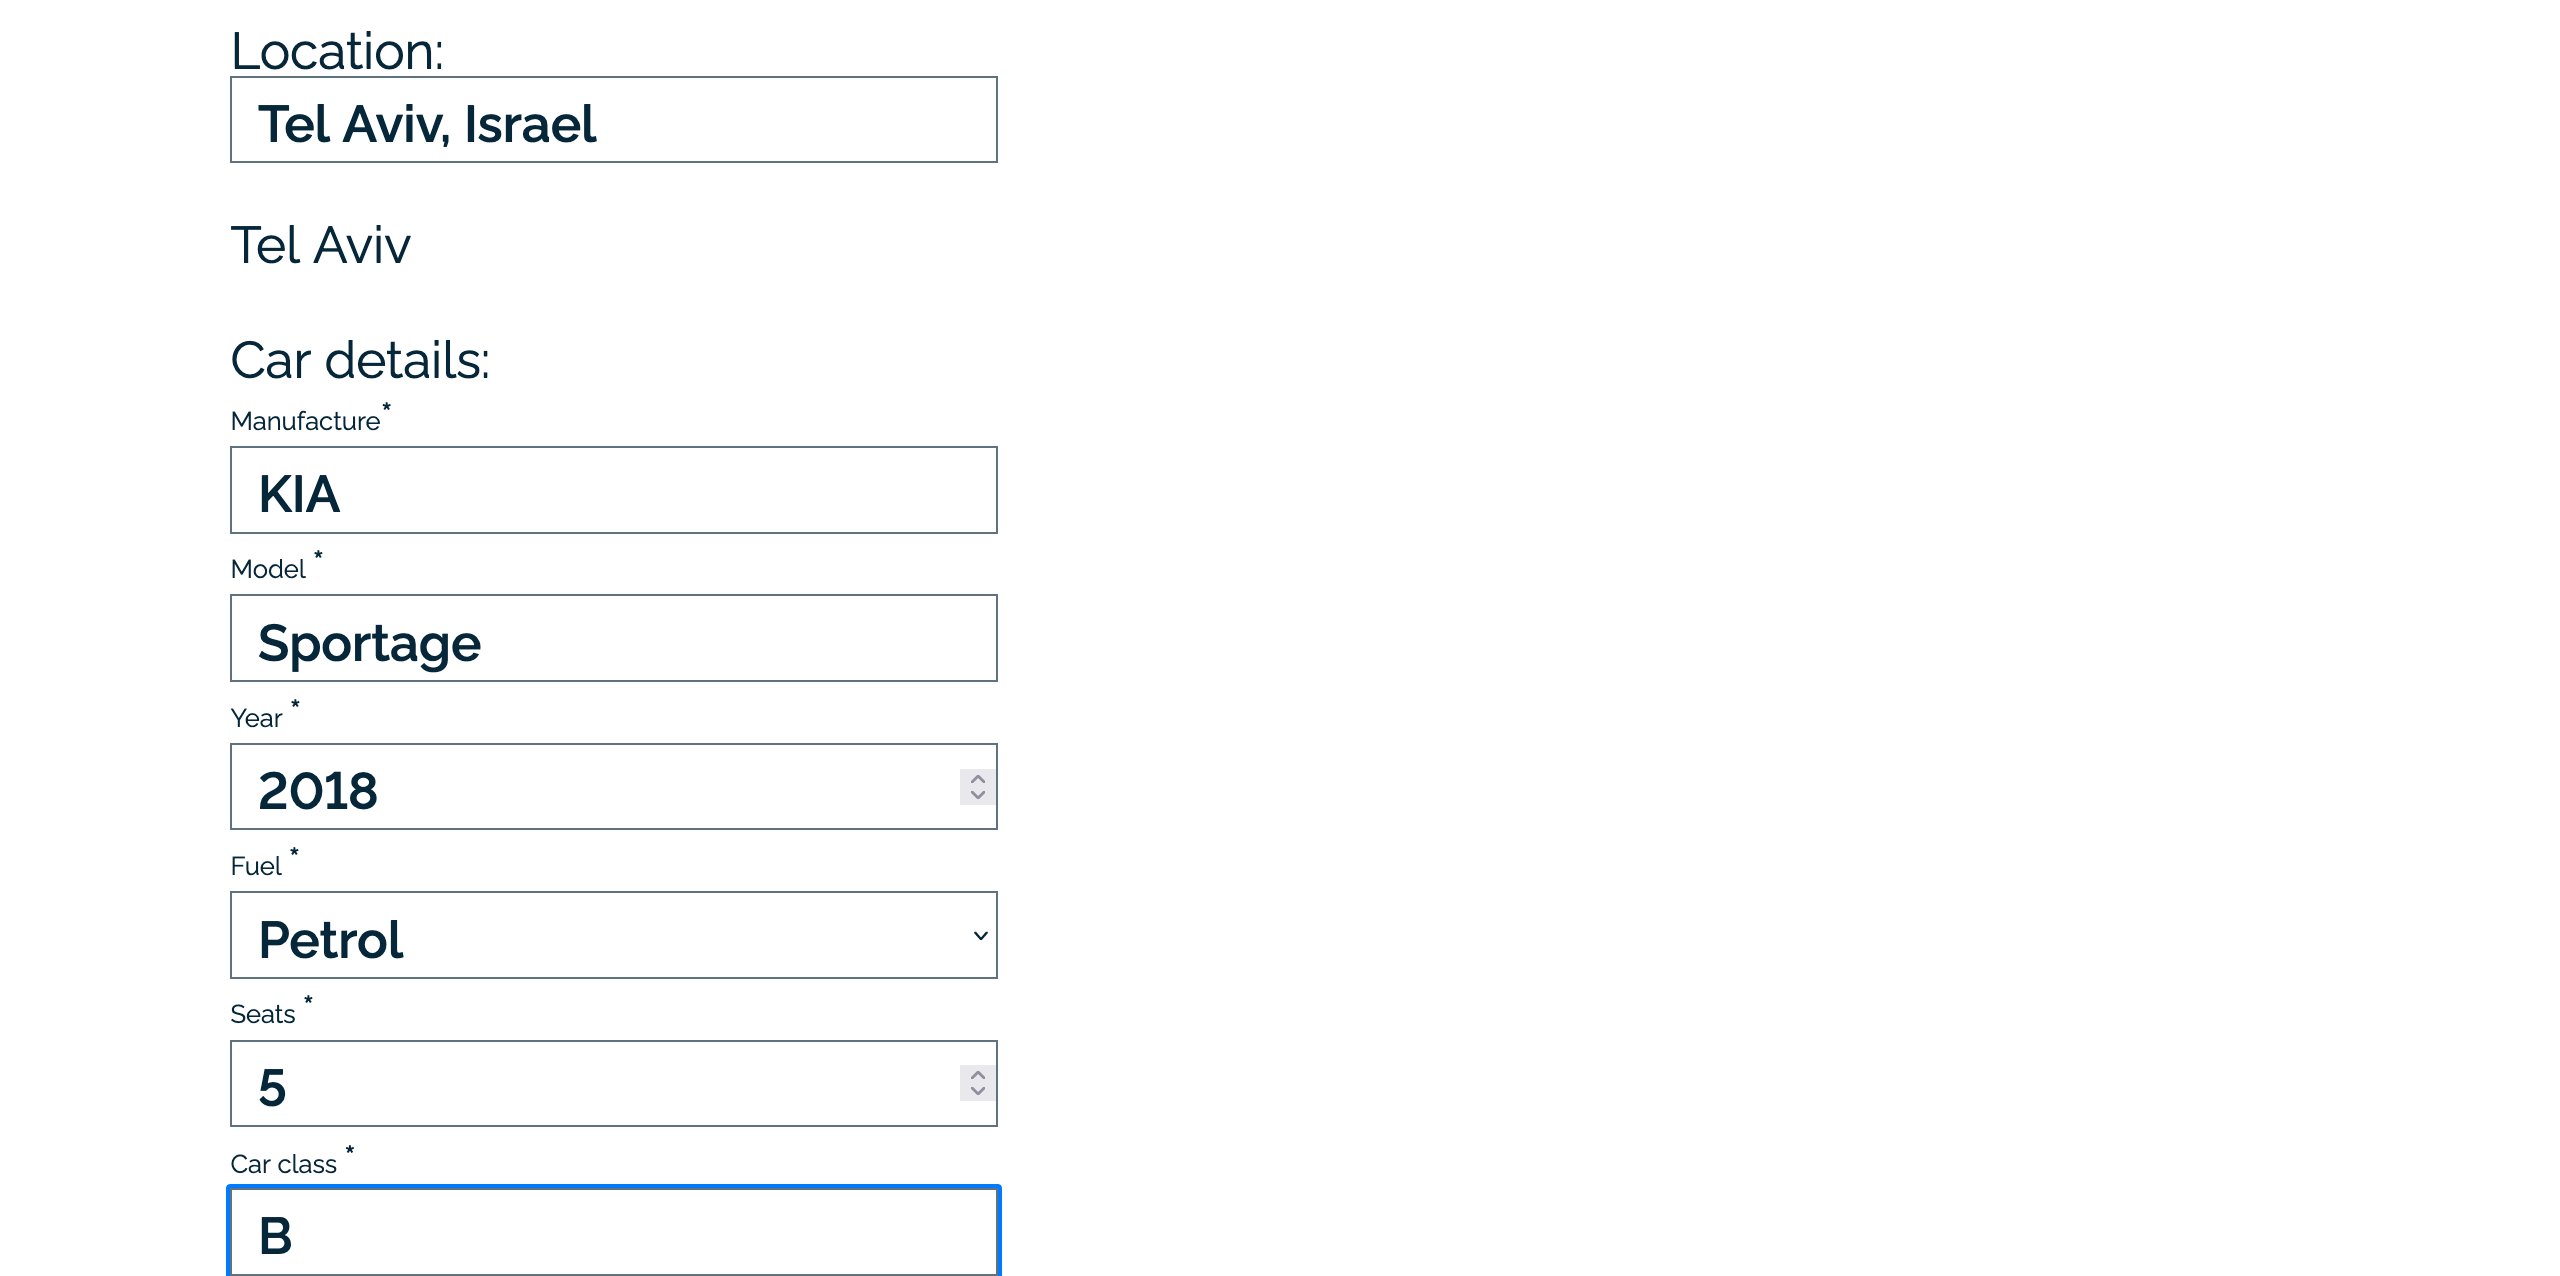 Location:
Tel Aviv, Israel
Tel Aviv
Car details:
Manufacture*
KIA
Model *
Sportage
Year *
2018
Fuel *
Petrol
Seats *
5
Car class *
B